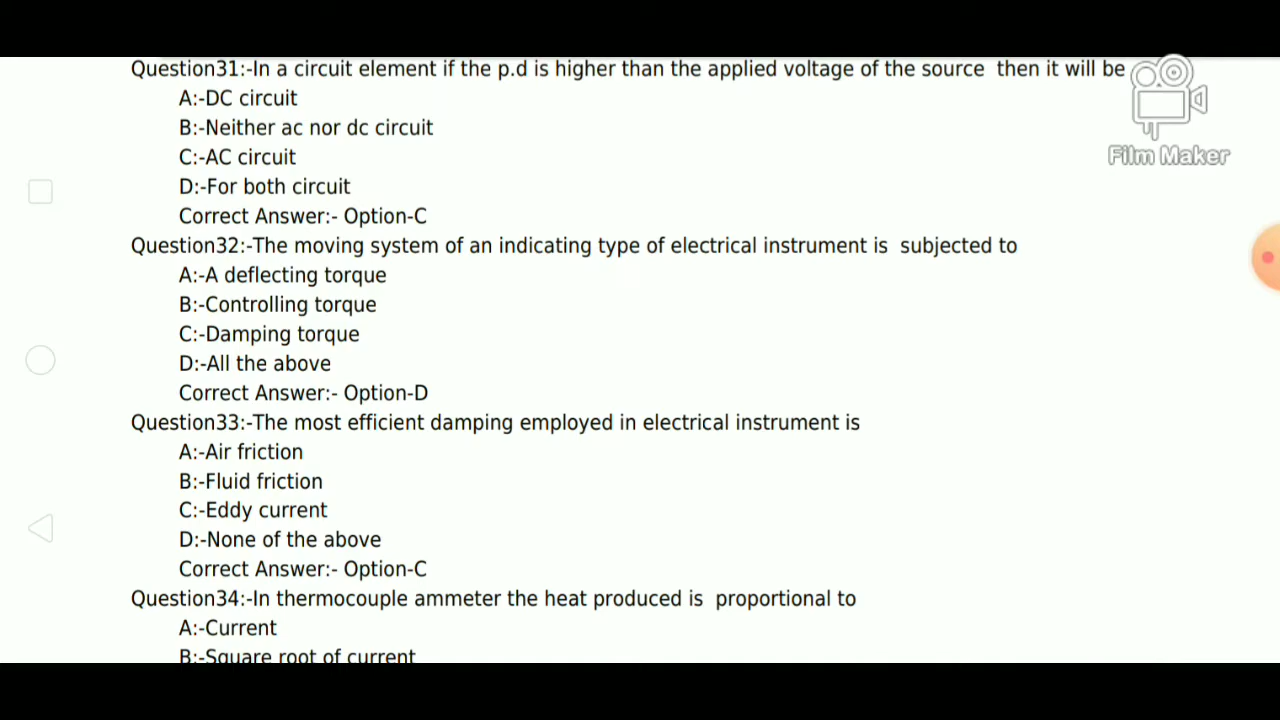 Question31:-In a circuit element if the p.d is higher than the applied voltage of the source  then it will be
A:-DC circuit
B:-Neither ac nor dc circuit
C:-AC circuit
D:-For both circuit
Correct Answer:- Option-C
Film Maker
Question32:-The moving system of an indicating type of electrical instrument is  subjected to
A:-A deflecting torque
B:-Controlling torque
C:-Damping torque
D:-All the above
Correct Answer:- Option-D
Question33:-The most efficient damping employed in electrical instrument is
A:-Air friction
B:-Fluid friction
C:-Eddy current
D:-None of the above
Correct Answer:- Option-C
Question34:-In thermocouple ammeter the heat produced is  proportional to
A:-Current
B:-Square root of current